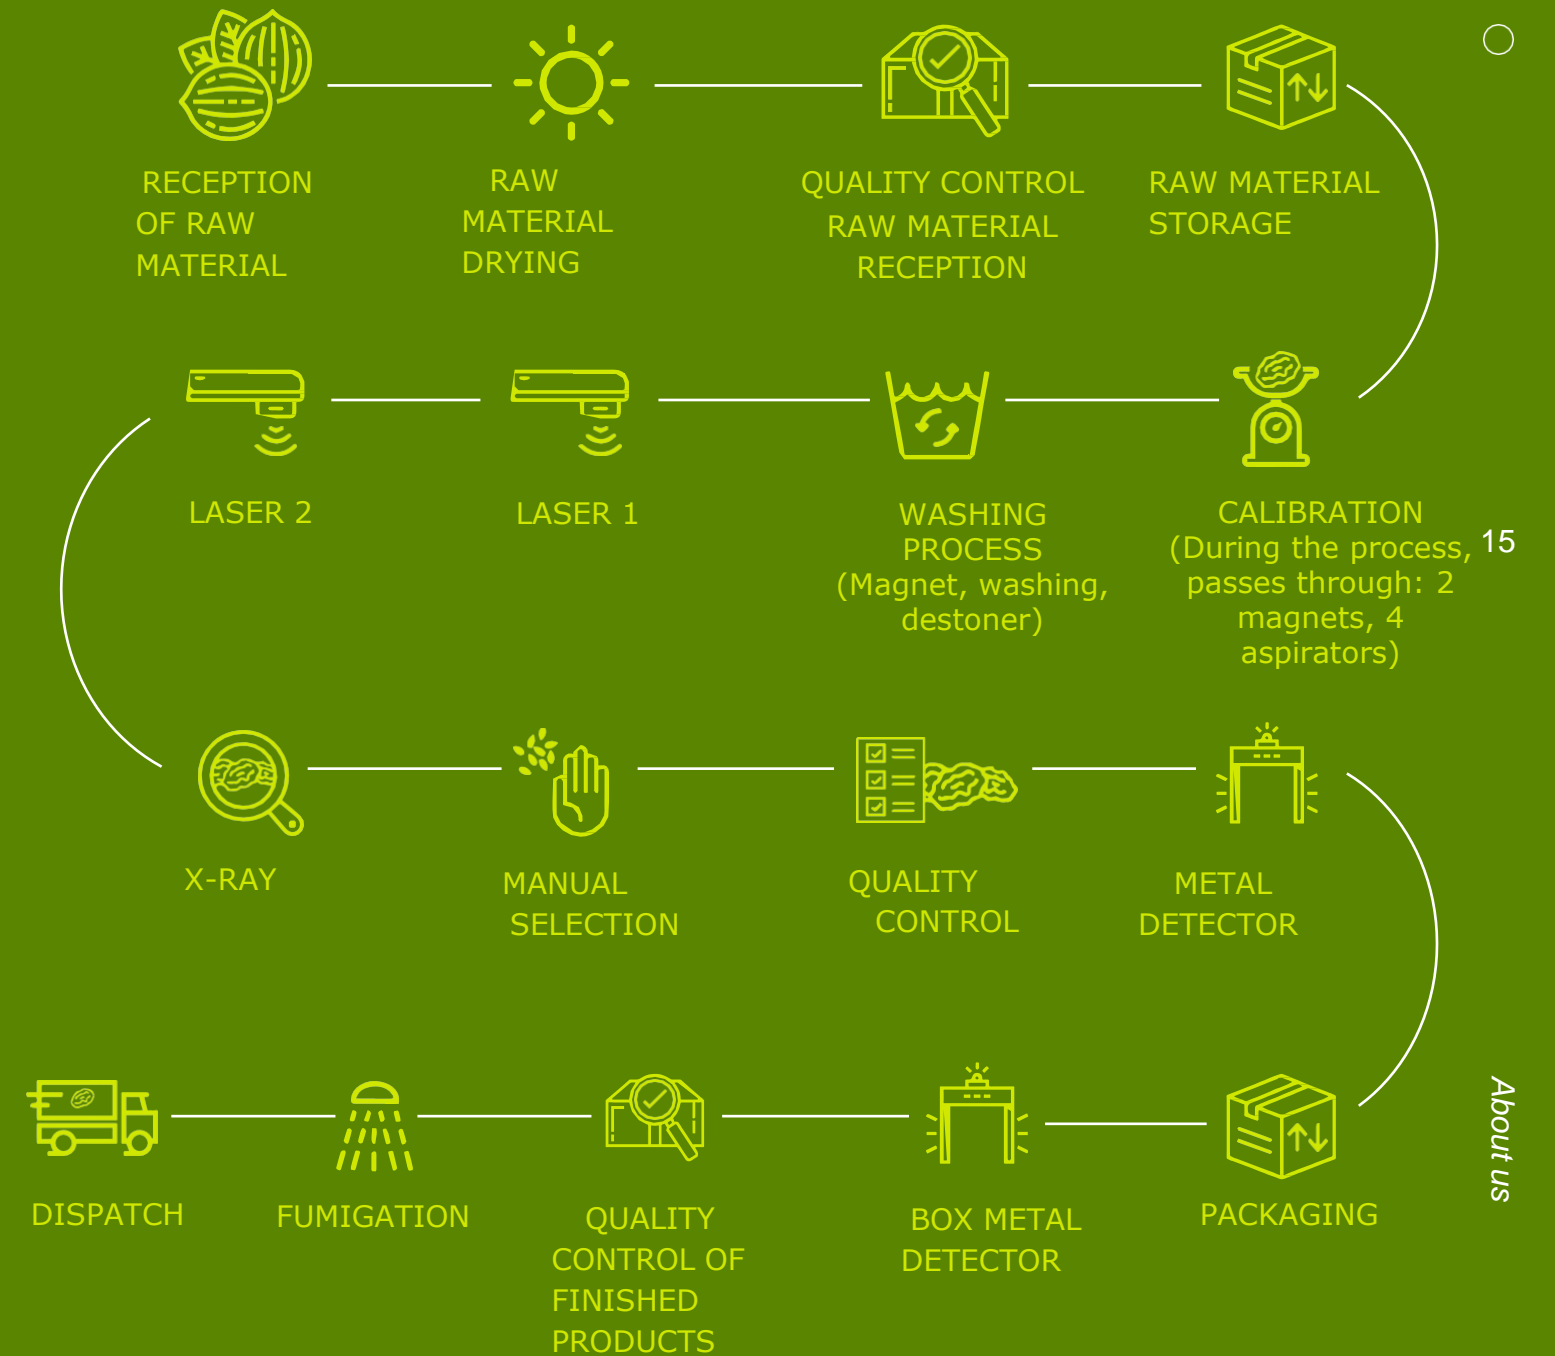 RECEPTION
OF RAW
MATERIAL
RAW
MATERIAL
DRYING
QUALITY CONTROL
RAW MATERIAL
RECEPTION
RAW MATERIAL
STORAGE
LASER 2
LASER 1
WASHING
PROCESS
(Magnet, washing,
destoner)
CALIBRATION
(During the process,
passes through: 2
magnets, 4
aspirators)
15
X-RAY
MANUAL
SELECTION
QUALITY
CONTROL
METAL
DETECTOR
DISPATCH
FUMIGATION
QUALITY
CONTROL OF
FINISHED
PRODUCTS
BOX METAL
DETECTOR
PACKAGING
About us